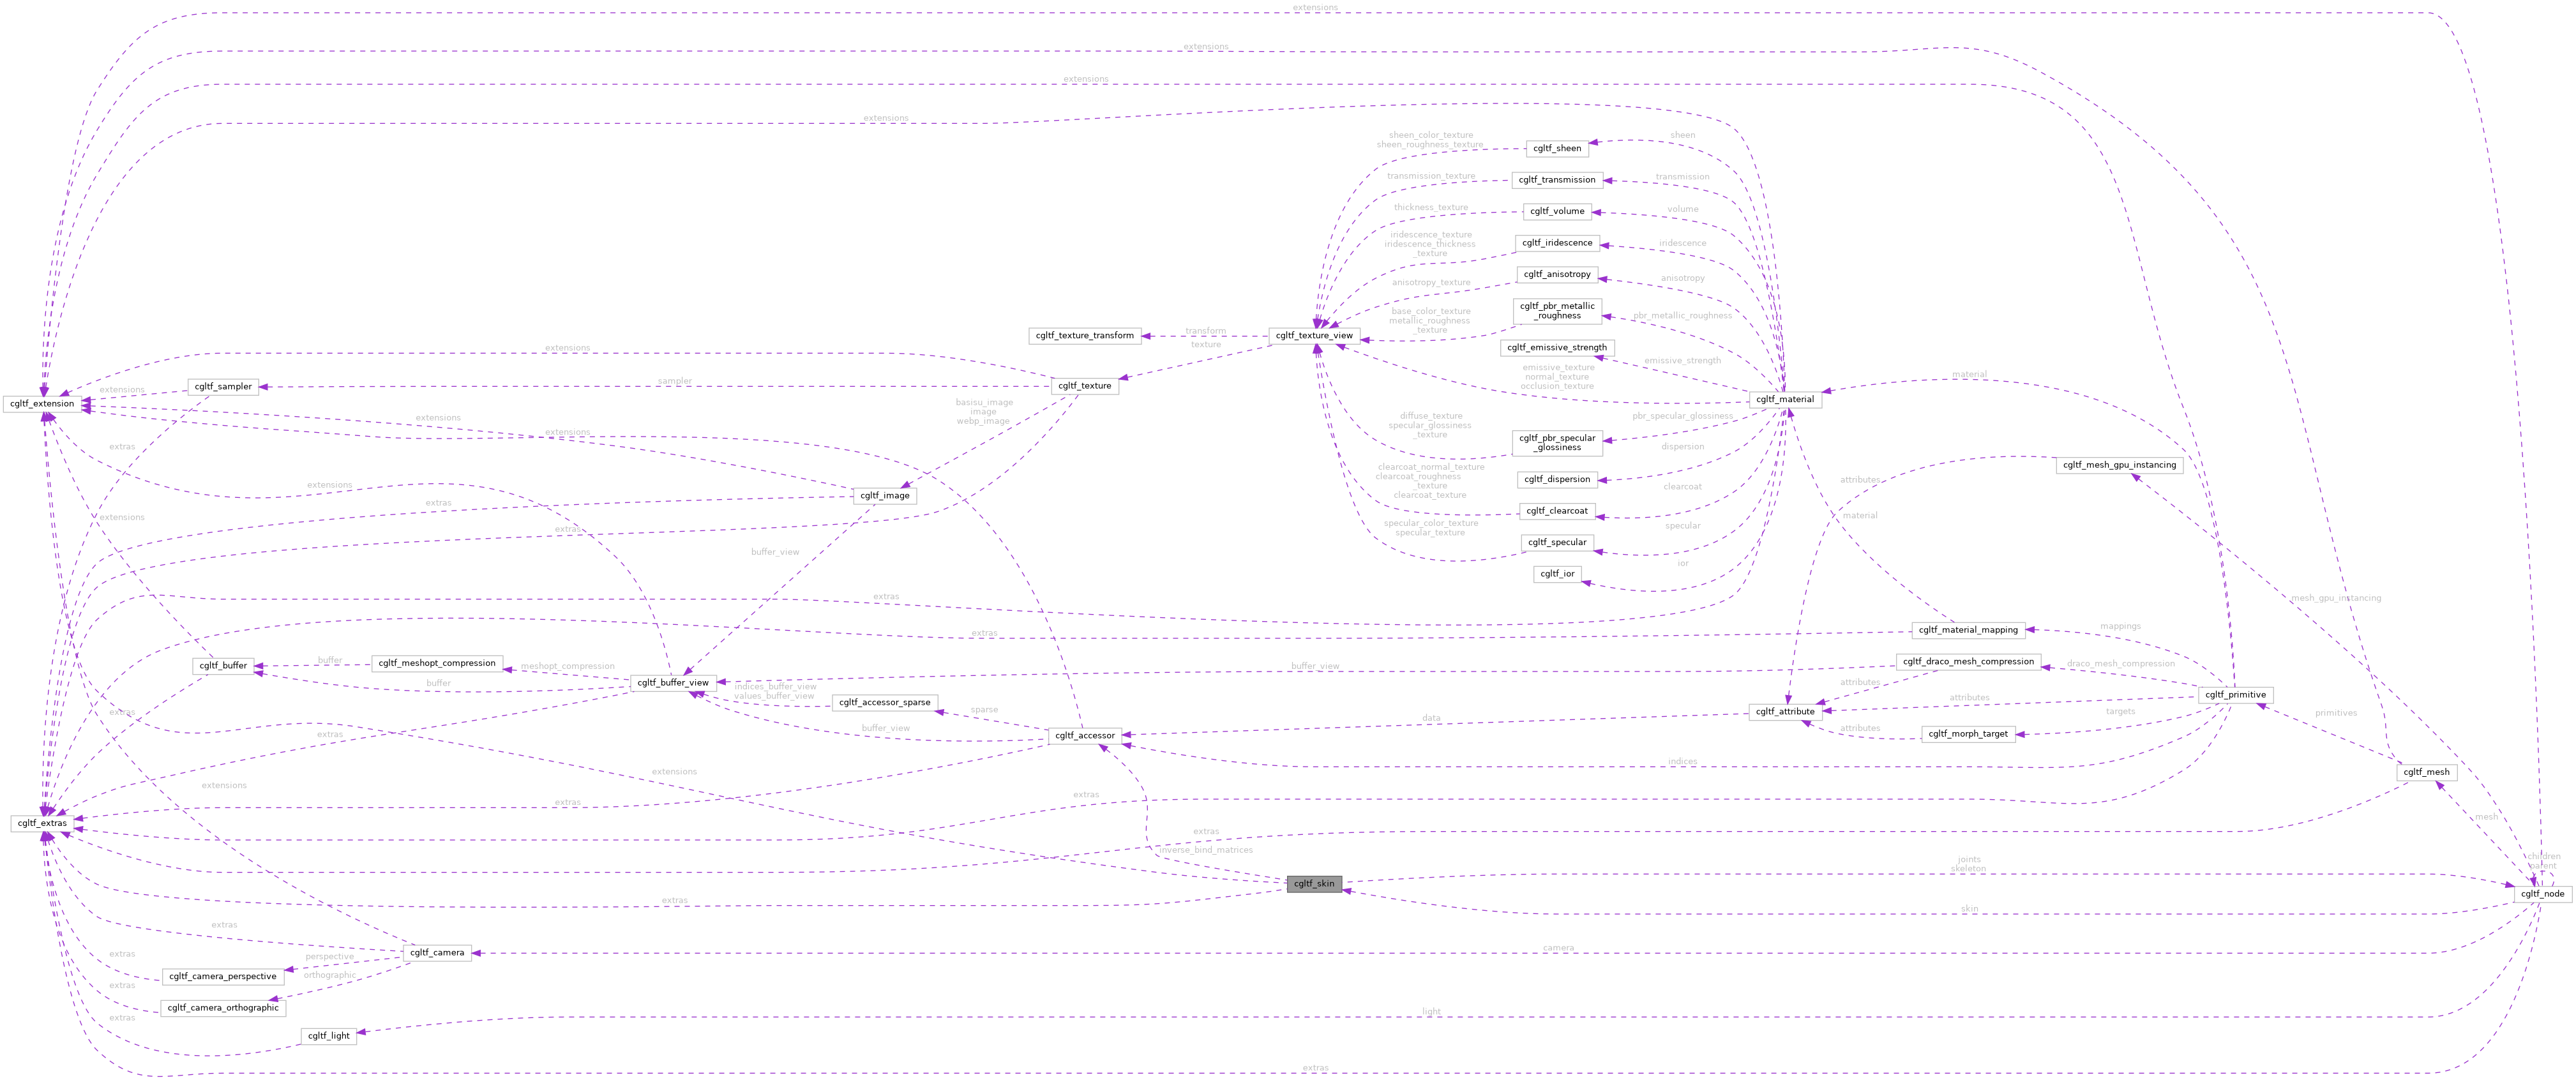 extensions
extensions
extensions
extensions
sheen_color_texture
sheen_roughness_texture
sheen
cgltf_sheen
transmission_texture
cgltf_transmission
transmission
thickness_texture
cgltf_volume
volume
iridescence_texture
iridescence_thickness
_texture
cgltf_iridescence
iridescence
anisotropy_texture
cgltf_anisotropy
anisotropy
base_color_texture
metallic_roughness
_texture
cgltf_pbr_metallic
_roughness
pbr_metallic_roughness
cgltf_texture_transform
transform
texture
cgltf_texture_view
cgltf_emissive_strength
emissive_strength
extensions
emissive_texture
normal_texture
occlusion_texture
material
cgltf_sampler
sampler
cgltf_texture
extensions
cgltf_extension
cgltf_material
basisu_image
image
webp_image
extensions
extensions
diffuse_texture
specular_glossiness
_texture
cgltf_pbr_specular
_glossiness
pbr_specular_glossiness
extras
dispersion
cgltf_dispersion
clearcoat_normal_texture
clearcoat_roughness
_texture
clearcoat_texture
cgltf_mesh_gpu_instancing
attributes
extensions
cgltf_image
clearcoat
cgltf_clearcoat
extras
extensions
extras
material
specular_color_texture
specular_texture
specular
cgltf_specular
buffer_view
ior
cgltf_ior
extras
mesh_gpu_instancing
extras
cgltf_material_mapping
mappings
cgltf_buffer
buffer
cgltf_meshopt_compression
meshopt_compression
buffer_view
cgltf_draco_mesh_compression
draco_mesh_compression
buffer
cgltf_buffer_view
indices_buffer_view
values_buffer_view
attributes
cgltf_primitive
cgltf_accessor_sparse
sparse
attributes
extras
data
cgltf_attribute
targets
primitives
extras
buffer_view
cgltf_accessor
attributes
cgltf_morph_target
indices
extensions
cgltf_mesh
extensions
extras
extras
cgltf_extras
extras
mesh
inverse_bind_matrices
joints
skeleton
children
parent
cgltf_skin
cgltf_node
extras
skin
extras
extras
perspective
cgltf_camera
camera
cgltf_camera_perspective
orthographic
extras
cgltf_camera_orthographic
extras
light
cgltf_light
extras